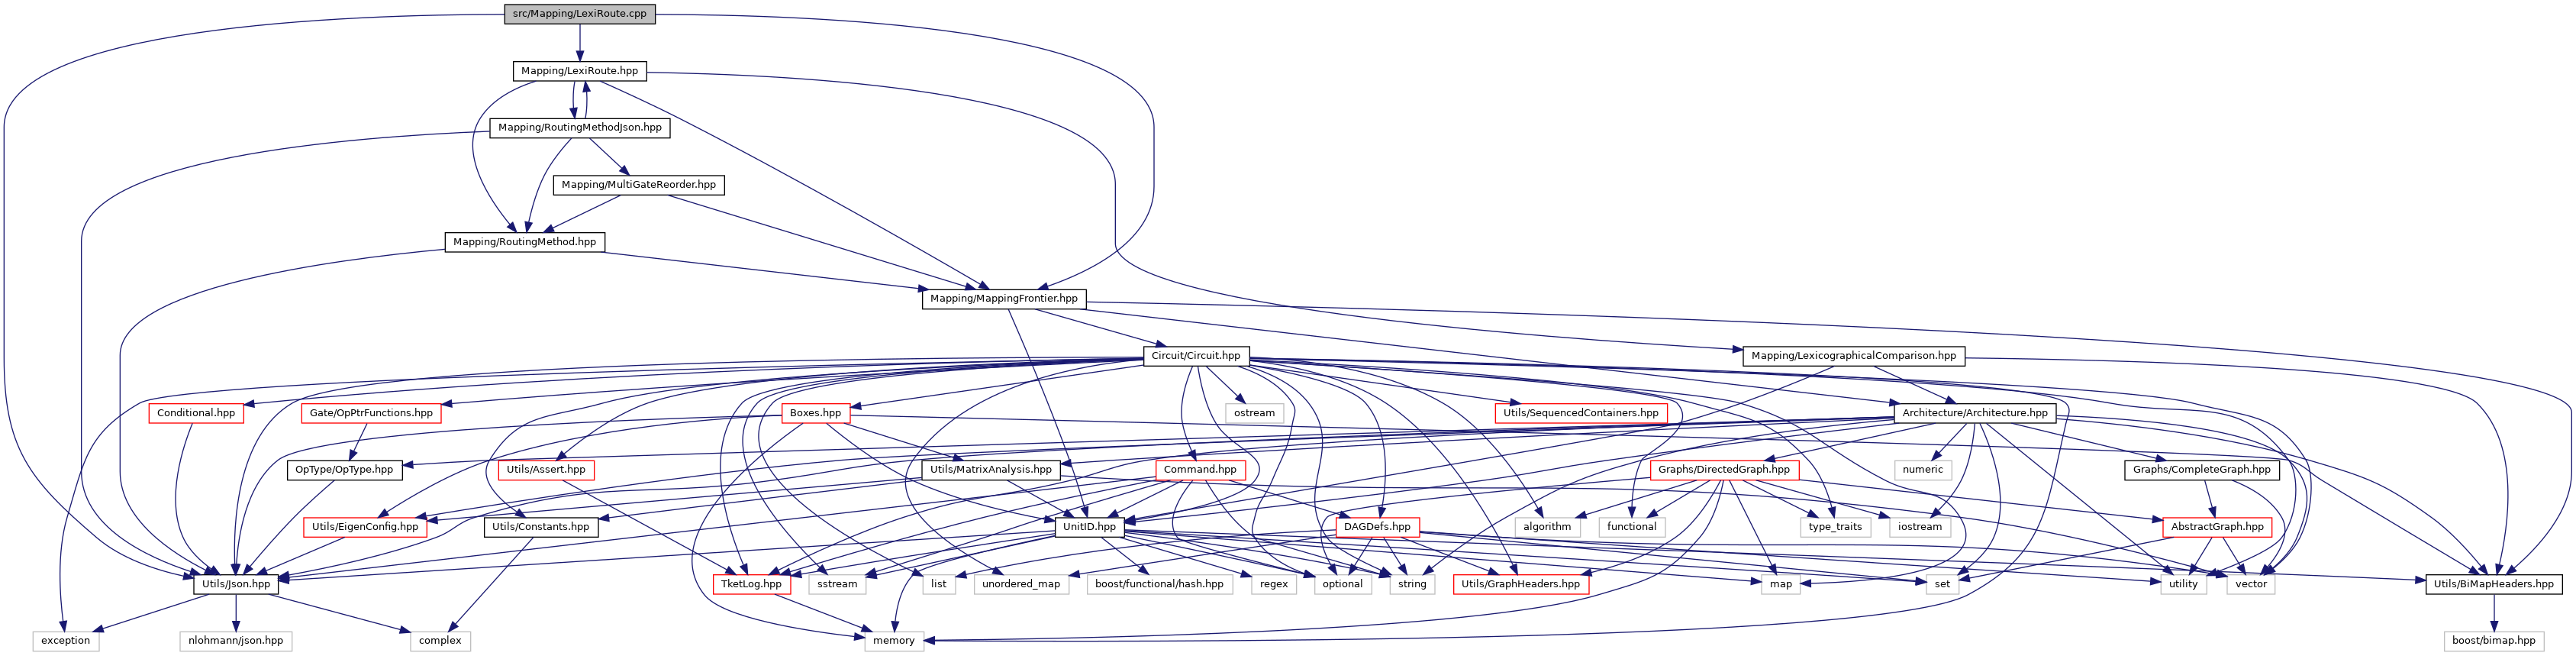 src/Mapping/LexiRoute.cpp
Mapping/LexiRoute.hpp
Mapping/RoutingMethodJson.hpp
Mapping/MultiGateReorder.hpp
Mapping/RoutingMethod.hpp
Mapping/MappingFrontier.hpp
Circuit/Circuit.hpp
Mapping/LexicographicalComparison.hpp
Conditional.hpp
Gate/OpPtrFunctions.hpp
Boxes.hpp
ostream
Utils/SequencedContainers.hpp
Architecture/Architecture.hpp
OpType/OpType.hpp
Utils/Assert.hpp
Utils/MatrixAnalysis.hpp
Command.hpp
Graphs/DirectedGraph.hpp
numeric
Graphs/CompleteGraph.hpp
Utils/EigenConfig.hpp
Utils/Constants.hpp
UnitID.hpp
DAGDefs.hpp
algorithm
functional
type_traits
iostream
AbstractGraph.hpp
Utils/Json.hpp
TketLog.hpp
sstream
list
unordered_map
boost/functional/hash.hpp
regex
optional
string
Utils/GraphHeaders.hpp
map
set
utility
vector
Utils/BiMapHeaders.hpp
exception
nlohmann/json.hpp
complex
memory
boost/bimap.hpp